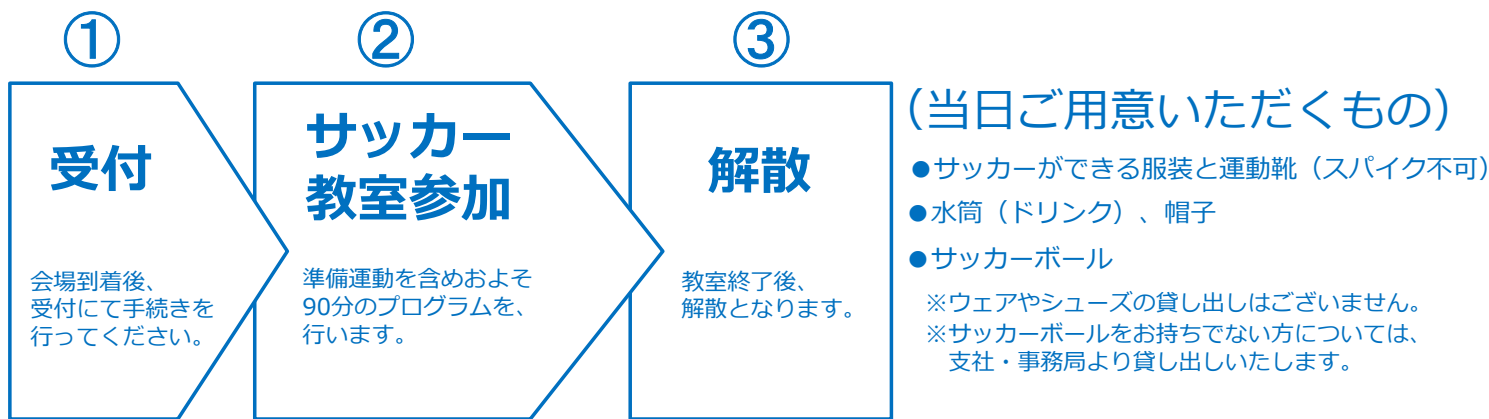 ①
受付
会場到着後、
受付にて手続きを
行ってください。
②
サッカー
教室参加
準備運動を含めおよそ
90分のプログラムを、
行います。
③
解散
教室終了後、
解散となります。
（当日ご用意いただくもの）
●サッカーができる服装と運動靴（スパイク不可）
●水筒（ドリンク）、帽子
●サッカーボール
※ウェアやシューズの貸し出しはございません。
※サッカーボールをお持ちでない方については、
支社・事務局より貸し出しいたします。